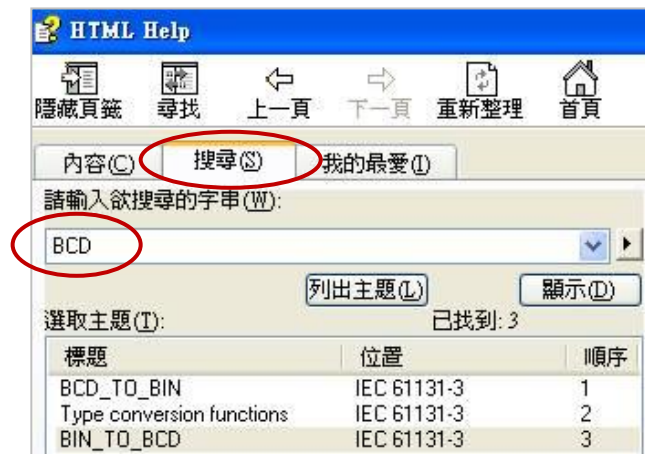 HTML Help
隱藏頁籤 尋找 上一頁 下一頁 重新整理 首頁
內容(C) 搜尋(S) 我的最愛(I)
請輸入欲搜尋的字串(W):
BCD
列出主題(L) 顯示(D)
選取主題(T): 已找到: 3
標題 位置 順序
BCD_TO_BIN IEC 61131-3 1
Type conversion functions IEC 61131-3 2
BIN_TO_BCD IEC 61131-3 3